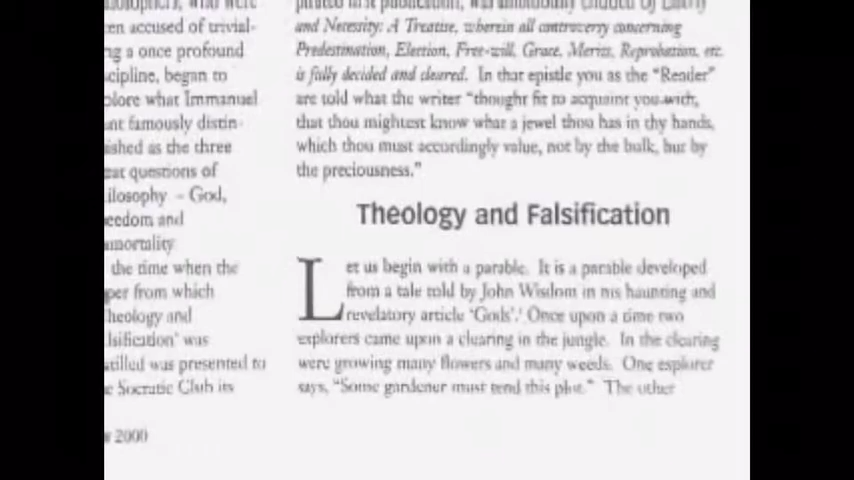 en accused of trivial-
ng a once profound
scipline, began to
plore what Immanuel
ant famously distin-
ished as the three
eat questions of
ilosophy – God,
eedom and
mortality
the time when the
per from which
heology and
lsification' was
stilled was presented to
e Socratic Club its
2000
and Necessity: A Treatise, wherein all controversy concerning
Predestination, Election, Free-will, Grace, Merits, Reprobation, etc.
is fully decided and cleared. In that epistle you as the "Reader"
are told what the writer "thought fit to acquaint you with,
that thou mightest know what a jewel thou has in thy hands,
which thou must accordingly value, not by the bulk, but by
the preciousness."
Theology and Falsification
Let us begin with a parable. It is a parable developed
from a tale told by John Wisdom in his haunting and
revelatory article 'Gods'.¹ Once upon a time two
explorers came upon a clearing in the jungle. In the clearing
were growing many flowers and many weeds. One explorer
says, "Some gardener must tend this plot." The other